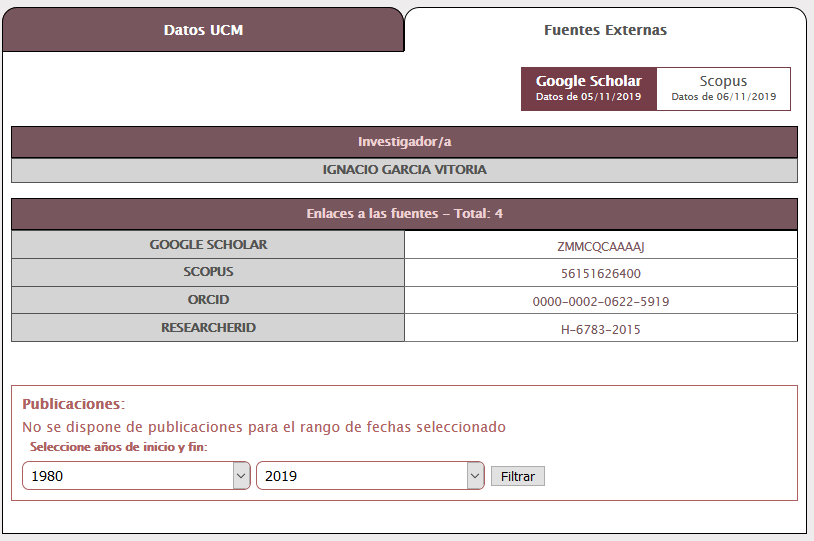 Datos UCM
Fuentes Externas
Google Scholar
Datos de 05/11/2019
Scopus
Datos de 06/11/2019
Investigador/a
IGNACIO GARCIA VITORIA
Enlaces a las fuentes - Total: 4
GOOGLE SCHOLAR ZMMCQCAAAAJ
SCOPUS 56151626400
ORCID 0000-0002-0622-5919
RESEARCHERID H-6783-2015
Publicaciones:
No se dispone de publicaciones para el rango de fechas seleccionado
Seleccione años de inicio y fin:
1980 2019 Filtrar